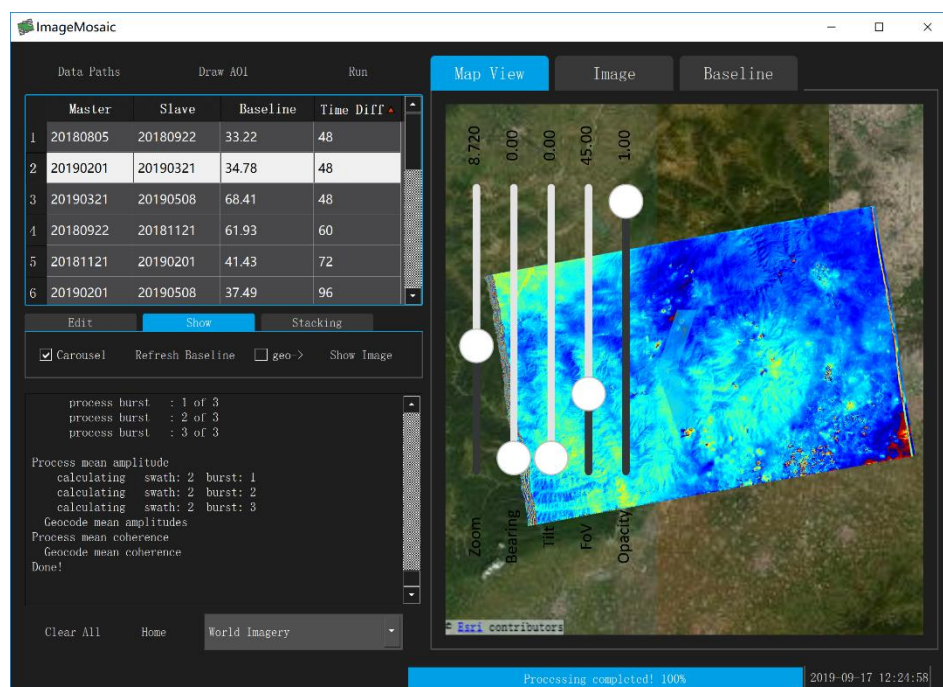 ImageMosaic
Data Paths Draw AOI Run
Map View Image Baseline
Master Slave Baseline Time Diff
1 20180805 20180922 33.22 48
2 20190201 20190321 34.78 48
3 20190321 20190508 68.41 48
4 20180922 20181121 61.93 60
5 20181121 20190201 41.43 72
6 20190201 20190508 37.49 96
8.720 0.00 0.00 45.00 1.00
Zoom Bearing Tilt FoV Opacity
Edit Show Stacking
Carousel Refresh Baseline geo-> Show Image
process burst : 1 of 3
process burst : 2 of 3
process burst : 3 of 3
Process mean amplitude
calculating swath: 2 burst: 1
calculating swath: 2 burst: 2
calculating swath: 2 burst: 3
Geocode mean amplitudes
Process mean coherence
Geocode mean coherence
Done!
Clear All Home World Imagery
© Esri contributors
Processing completed! 100%
2019-09-17 12:24:58